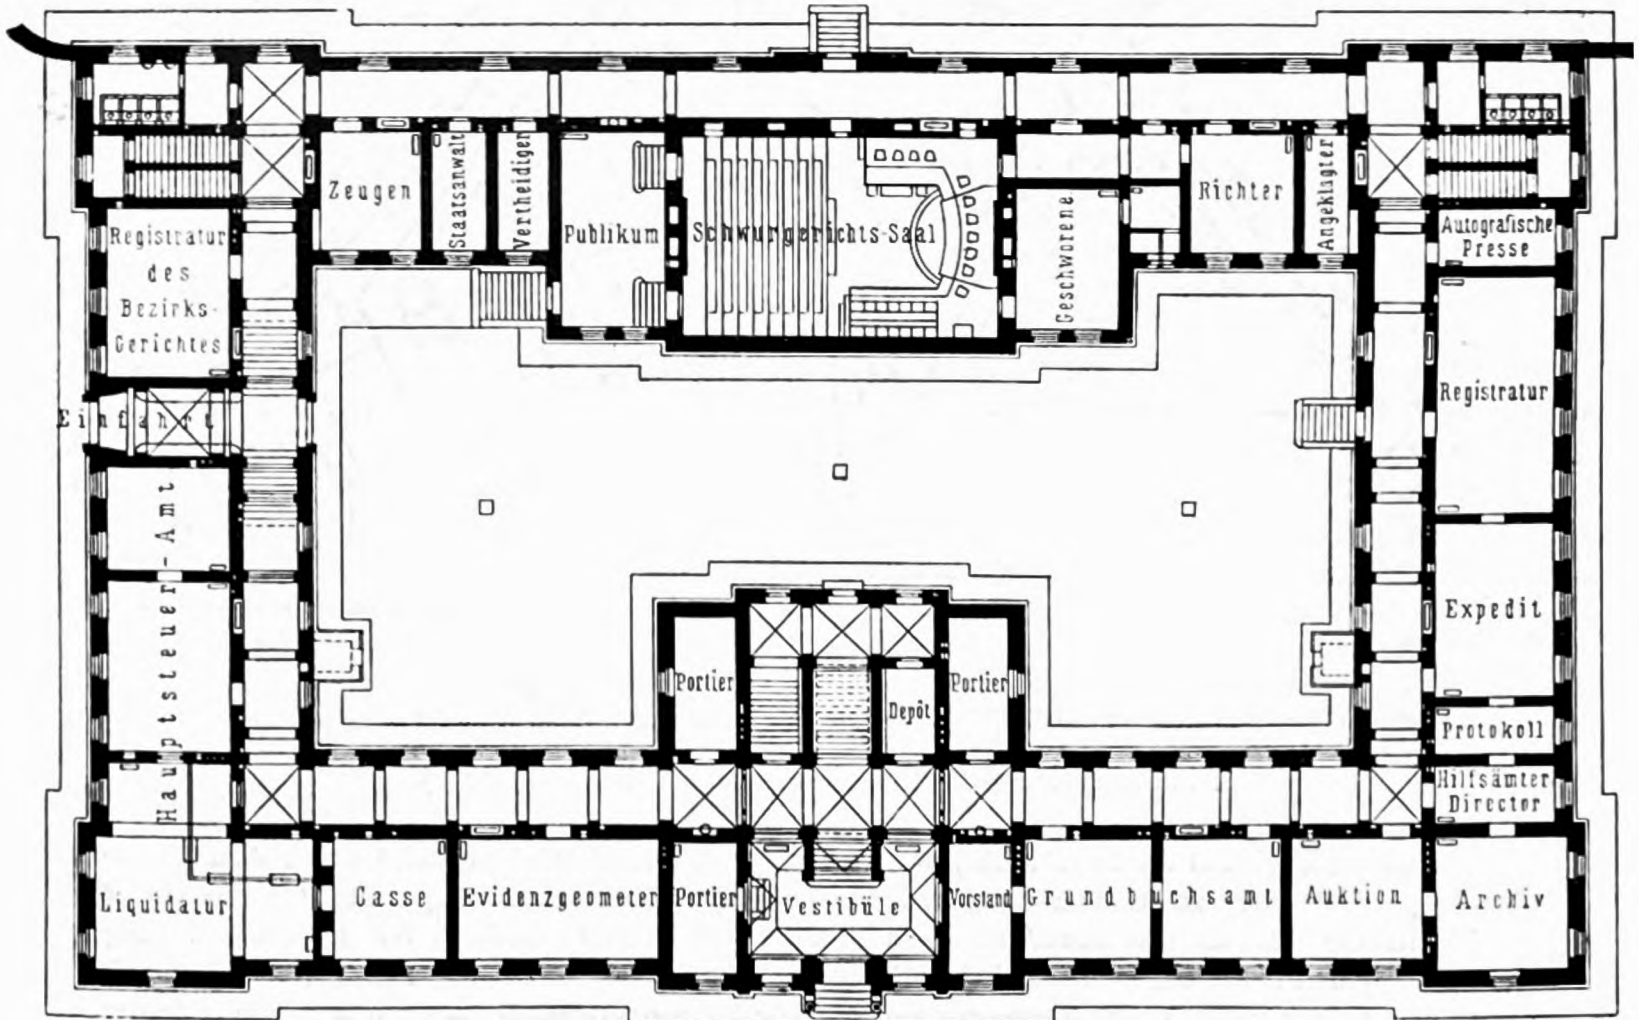 Zeugen
Staatsanwalt
Vertheidiger
Publikum
Schwurgerichts-Saal
Geschworene
Richter
Angeklagter
Autografische
Presse
Registratur
des
Bezirks-
Gerichtes
Einfahrt
Registratur
Hauptsteuer-Amt
Expedit
Portier
Depôt
Portier
Protokoll
Hilfsämter
Director
Liquidatur
Casse
Evidenzgeometer
Portier
Vestibüle
Vorstand
Grundbuchsamt
Auktion
Archiv